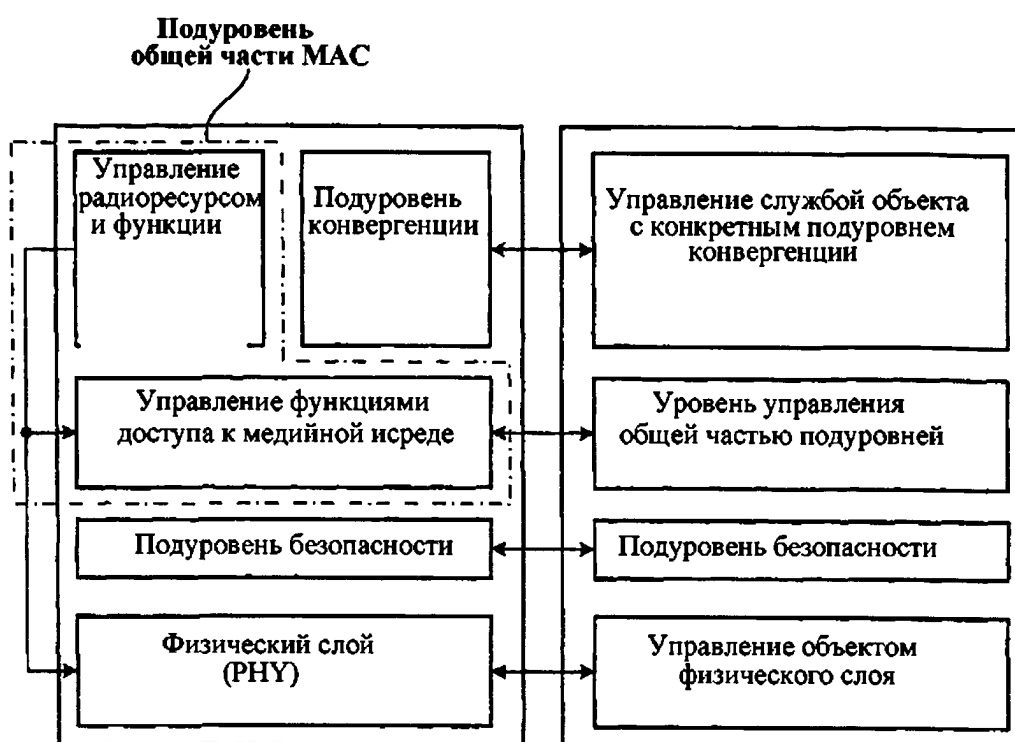 Подуровень
общей части MAC
Управление
радиоресурсом
и функции
Подуровень
конвергенции
Управление службой объекта
с конкретным подуровнем
конвергенции
Управление функциями
доступа к медийной исреде
Уровень управления
общей частью подуровней
Подуровень безопасности
Подуровень безопасности
Физический слой
(PHY)
Управление объектом
физического слоя